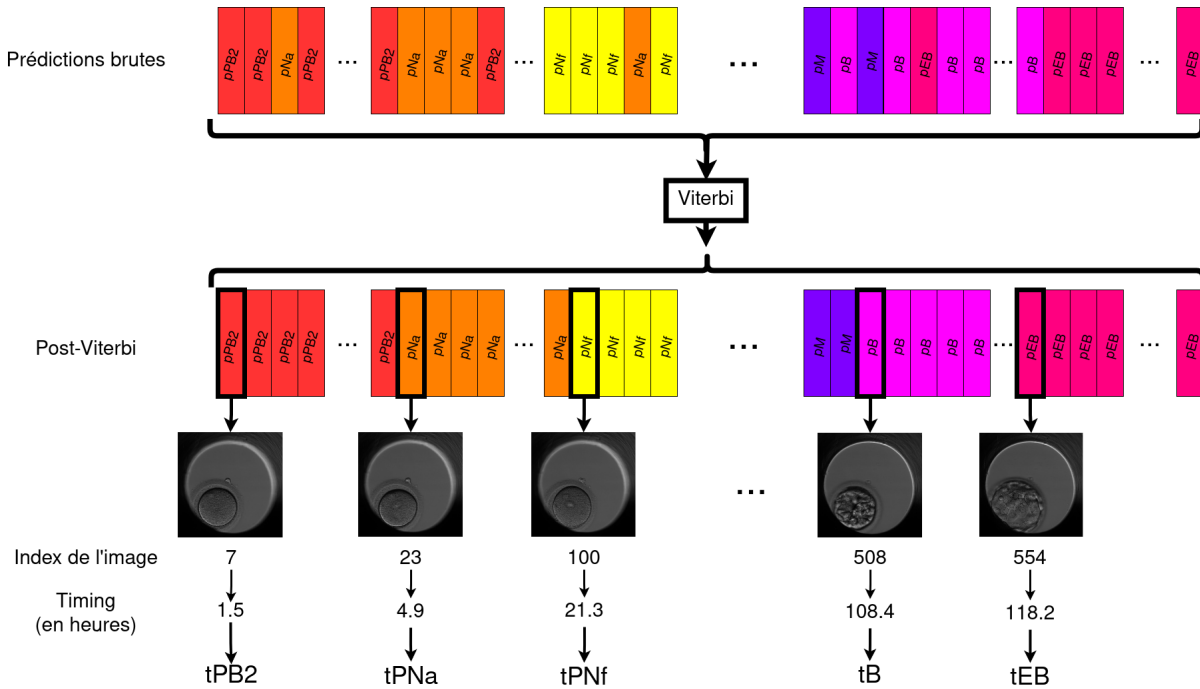 Prédictions brutes
pPB2 pPB2 pNa pPB2 ... pPB2 pNa pNa pNa pPB2 ... pNf pNf pNf pNa pNf ... pM pB pM pB pEB pB pB ... pB pEB pEB pEB ... pEB
Viterbi
Post-Viterbi
pPB2 pPB2 pPB2 pPB2 ... pPB2 pNa pNa pNa pNa ... pNa pNf pNf pNf pNf ... pM pM pB pB pB pB pB ... pEB pEB pEB pEB ... pEB
...
Index de l'image 7 23 100 508 554
Timing
(en heures) 1.5 4.9 21.3 108.4 118.2
tPB2 tPNa tPNf tB tEB